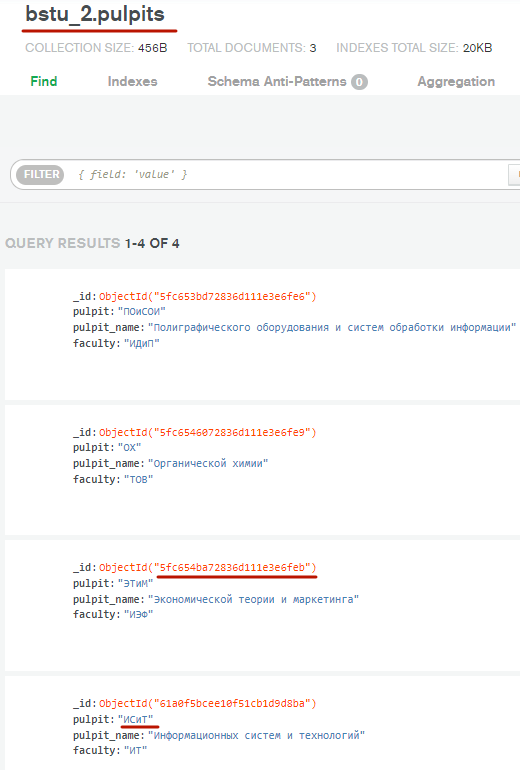 bstu_2.pulpits
COLLECTION SIZE: 456B TOTAL DOCUMENTS: 3 INDEXES TOTAL SIZE: 20KB
Find Indexes Schema Anti-Patterns 0 Aggregation
FILTER { field: 'value' }
QUERY RESULTS 1-4 OF 4
_id: ObjectId("5fc653bd72836d111e3e6fe6")
pulpit: "ПОиСОИ"
pulpit_name: "Полиграфического оборудования и систем обработки информации"
faculty: "ИДиП"
_id: ObjectId("5fc6546072836d111e3e6fe9")
pulpit: "ОХ"
pulpit_name: "Органической химии"
faculty: "ТОВ"
_id: ObjectId("5fc654ba72836d111e3e6feb")
pulpit: "ЭТиМ"
pulpit_name: "Экономической теории и маркетинга"
faculty: "ИЭФ"
_id: ObjectId("61a0f5bcee10f51cb1d9d8ba")
pulpit: "ИСиТ"
pulpit_name: "Информационных систем и технологий"
faculty: "ИТ"